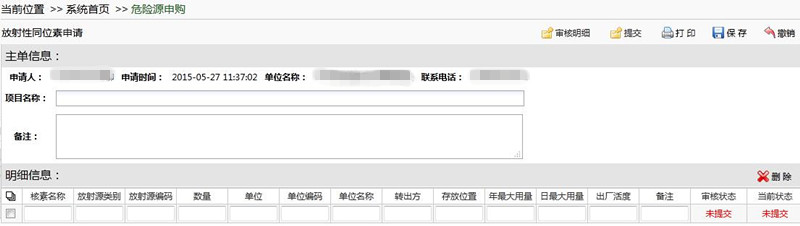 当前位置 >> 系统首页 >> 危险源申购
放射性同位素申请 审核明细 提交 打 印 保 存 撤销
主单信息：
申请人： 申请时间： 2015-05-27 11:37:02 单位名称： 联系电话：
项目名称：
备注：
明细信息： 删 除
核素名称 放射源类别 放射源编码 数量 单位 单位编码 单位名称 转出方 存放位置 年最大用量 日最大用量 出厂活度 备注 审核状态 当前状态
未提交 未提交